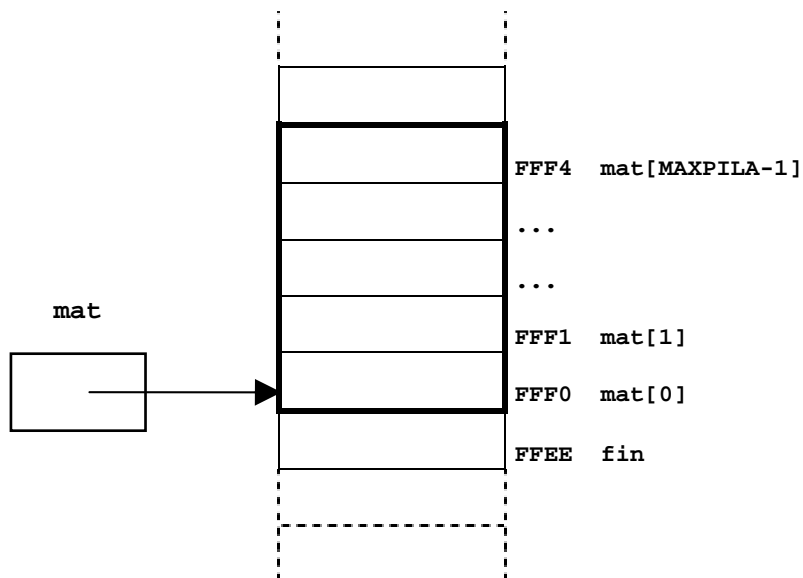 FFF4 mat[MAXPILA-1]
...
...
mat
FFF1 mat[1]
FFF0 mat[0]
FFEE fin